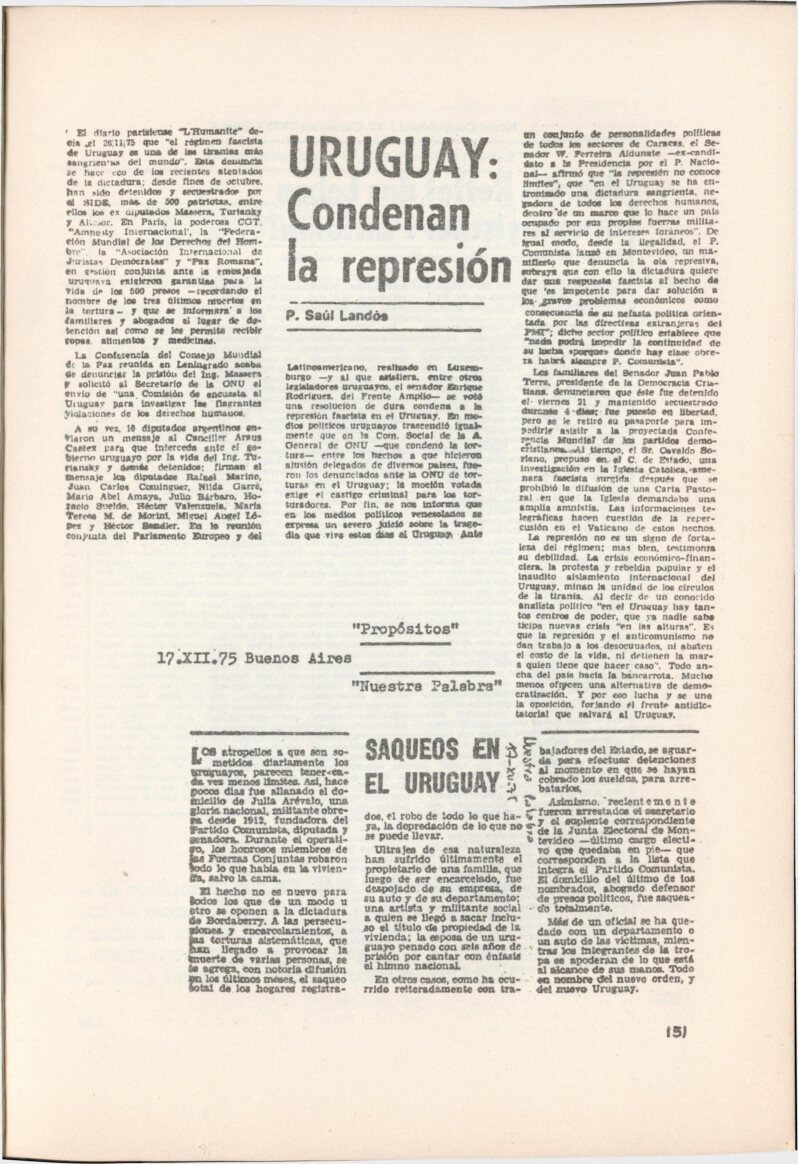 URUGUAY:
Condenan
la represión
P. Saúl Landós
El diario parisiense "L'Humanite" de-
cía el 26|11|75 que "el régimen fascista
de Uruguay es una de las tiranías más
sangrientas del mundo". Esta denuncia
se hace eco de los recientes atentados
de la dictadura; desde fines de octubre,
han sido detenidos y secuestrados por
el SIDE, más de 500 patriotas, entre
ellos los ex diputados Massera, Turiansky
y
En París, la poderosa CGT,
"Amnesty International", la "Federa-
ción Mundial de los Derechos del Hom-
bre", la "Asociación Internacional de
Juristas Demócratas" y "Pax Romana",
en gestión conjunta ante la embajada
uruguaya exigieron garantías para la
vida de los 500 presos —recordando el
nombre de los tres últimos muertos en
la tortura— y que se informara a los
familiares y abogados el lugar de de-
tención así como se les permita recibir
ropas, alimentos y medicinas.
La Conferencia del Consejo Mundial
de la Paz reunida en Leningrado acaba
de denunciar la prisión del Ing. Massera
y solicitó al Secretario de la ONU el
envío de "una Comisión de encuesta al
Uruguay para investigar las flagrantes
violaciones de los derechos humanos.
A su vez, 10 diputados argentinos en-
viaron un mensaje al Canciller Araus
Castex para que interceda ante el go-
bierno uruguayo por la vida del Ing. Tu-
riansky y demás detenidos; firman el
mensaje los diputados Rafael Marino,
Juan Carlos Comínguez, Nilda Garré,
Mario Abel Amaya, Julio Bárbaro, Ho-
racio Sueldo, Héctor Valenzuela, María
Teresa M. de Morini, Miguel Angel Ló-
pez y Héctor Sandler. En la reunión
conjunta del Parlamento Europeo y del
Latinoamericano, realizado en Luxem-
burgo —y al que asistiera, entre otros
legisladores uruguayos, el senador Enrique
Rodríguez, del Frente Amplio— se votó
una resolución de dura condena a la
represión fascista en el Uruguay. En me-
dios políticos uruguayos trascendió igual-
mente que en la Com. Social de la A.
General de ONU —que condenó la tor-
tura— entre los hechos a que hicieron
alusión delegados de diversos países, fue-
ron los denunciados ante la ONU de tor-
turas en el Uruguay; la moción votada
exige el castigo criminal para los tor-
turadores. Por fin, se nos informa que
en los medios políticos venezolanos se
expresa un severo juicio sobre la trage-
dia que vive estos días el Uruguay. Ante
un conjunto de personalidades políticas
de todos los sectores de Caracas, el Se-
nador W. Ferreira Aldunate —ex-candi-
dato a la Presidencia por el P. Nacio-
nal— afirmó que "la represión no conoce
límites", que "en el Uruguay se ha en-
tronizado una dictadura sangrienta, ne-
gadora de todos los derechos humanos,
dentro de un marco que lo hace un país
ocupado por sus propias fuerzas milita-
res al servicio de intereses foráneos". De
igual modo, desde la ilegalidad, el P.
Comunista lanzó en Montevideo, un ma-
nifiesto que denuncia la ola represiva,
subraya que con ello la dictadura quiere
dar una respuesta fascista al hecho de
que 'es impotente para dar solución a
los graves problemas económicos como
consecuencia de su nefasta política orien-
tada por las directivas extranjeras del
FMI"; dicho sector político establece que
"nada podrá impedir la continuidad de
su lucha «porque» donde hay clase obre-
ra habrá siempre P. Comunista".
Los familiares del Senador Juan Pablo
Terra, presidente de la Democracia Cris-
tiana, denunciaron que éste fue detenido
el viernes 21 y mantenido secuestrado
durante 4 días; fue puesto en libertad,
pero se le retiró su pasaporte para im-
pedirle asistir a la proyectada Confe-
rencia Mundial de los partidos demo-
cristianos. Al tiempo, el Sr. Osvaldo So-
riano, propuso en el C. de Estado, una
investigación en la Iglesia Católica, ame-
naza fascista surgida después que se
prohibió la difusión de una Carta Pasto-
ral en que la Iglesia demandaba una
amplia amnistía. Las informaciones te-
legráficas hacen cuestión de la reper-
cusión en el Vaticano de estos hechos.
La represión no es un signo de forta-
leza del régimen; mas bien, testimonia
su debilidad. La crisis económico-finan-
ciera, la protesta y rebeldía popular y el
inaudito aislamiento internacional del
Uruguay, minan la unidad de los círculos
de la tiranía. Al decir de un conocido
analista político "en el Uruguay hay tan-
tos centros de poder, que ya nadie sabe
ticipa nuevas crisis "en las alturas". Es
que la represión y el anticomunismo no
dan trabajo a los desocupados, ni abaten
el costo de la vida, ni detienen la mar-
a quien tiene que hacer caso". Todo an-
cha del país hacia la bancarrota. Mucho
menos ofrecen una alternativa de demo-
cratización. Y por eso lucha y se une
la oposición, forjando el frente antidic-
tatorial que salvará al Uruguay.
"Propósitos"
17.XII.75 Buenos Aires
"Nuestra Palabra"
SAQUEOS EN
EL URUGUAY
Nuestra Palabra
LOS atropellos a que son so-
metidos diariamente los
uruguayos, parecen tener ca-
da vez menos límites. Así, hace
pocos días fue allanado el do-
micilio de Julia Arévalo, una
gloria nacional, militante obre-
ra desde 1912, fundadora del
Partido Comunista, diputada y
senadora. Durante el operati-
vo, los honrosos miembros de
las Fuerzas Conjuntas robaron
todo lo que había en la vivien-
da, salvo la cama.
El hecho no es nuevo para
todos los que de un modo u
otro se oponen a la dictadura
de Bordaberry. A las persecu-
ciones y encarcelamientos, a
las torturas sistemáticas, que
han llegado a provocar la
muerte de varias personas, se
le agrega, con notoria difusión
en los últimos meses, el saqueo
total de los hogares registra-
dos, el robo de todo lo que ha-
ya, la depredación de lo que no
se puede llevar.
Ultrajes de esa naturaleza
han sufrido últimamente el
propietario de una familia, que
luego de ser encarcelado, fue
despojado de su empresa, de
su auto y de su departamento;
una artista y militante social
a quien se llegó a sacar inclu-
so el título de propiedad de la
vivienda; la esposa de un uru-
guayo penado con seis años de
prisión por cantar con énfasis
el himno nacional.
En otros casos, como ha ocu-
rrido reiteradamente con tra-
bajadores del Estado, se aguar-
da para efectuar detenciones
al momento en que se hayan
cobrado los sueldos, para arre-
batarlos.
Asimismo, recientemente
fueron arrestados el secretario
y el suplente correspondiente
de la Junta Electoral de Mon-
tevideo —último cargo electi-
vo que quedaba en pie— que
corresponden a la lista que
integra el Partido Comunista.
El domicilio del último de los
nombrados, abogado defensor
de presos políticos, fue saquea-
do totalmente.
Más de un oficial se ha que-
dado con un departamento o
un auto de las víctimas, mien-
tras los integrantes de la tro-
pa se apoderan de lo que está
al alcance de sus manos. Todo
en nombre del nuevo orden, y
del nuevo Uruguay.
151